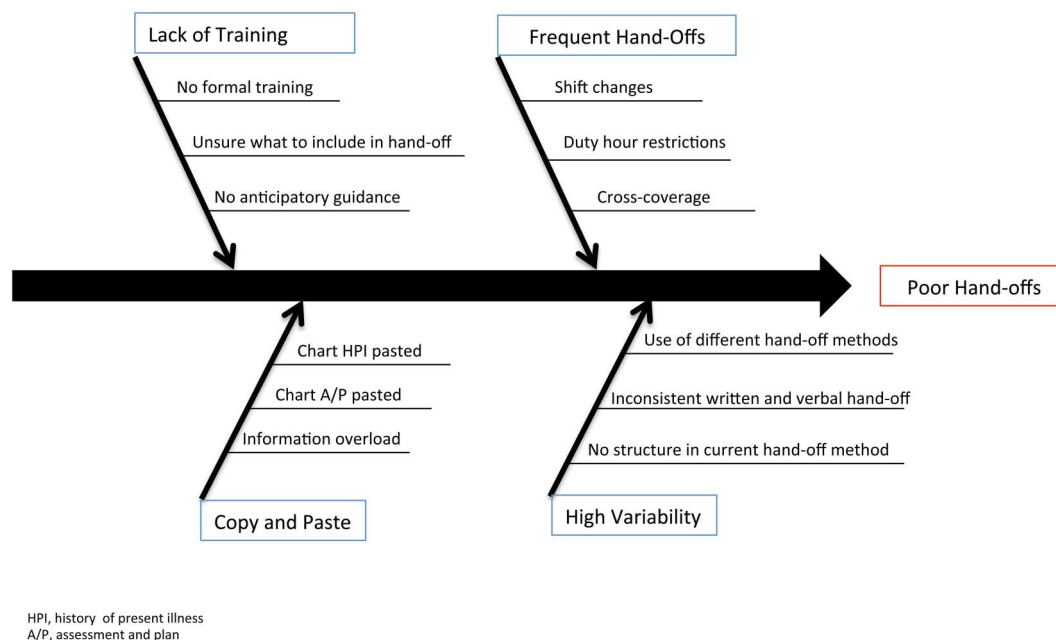 Lack of Training
Frequent Hand-Offs
No formal training
Shift changes
Unsure what to include in hand-off
Duty hour restrictions
No anticipatory guidance
Cross-coverage
Poor Hand-offs
Chart HPI pasted
Use of different hand-off methods
Chart A/P pasted
Inconsistent written and verbal hand-off
Information overload
No structure in current hand-off method
Copy and Paste
High Variability
HPI, history of present illness
A/P, assessment and plan